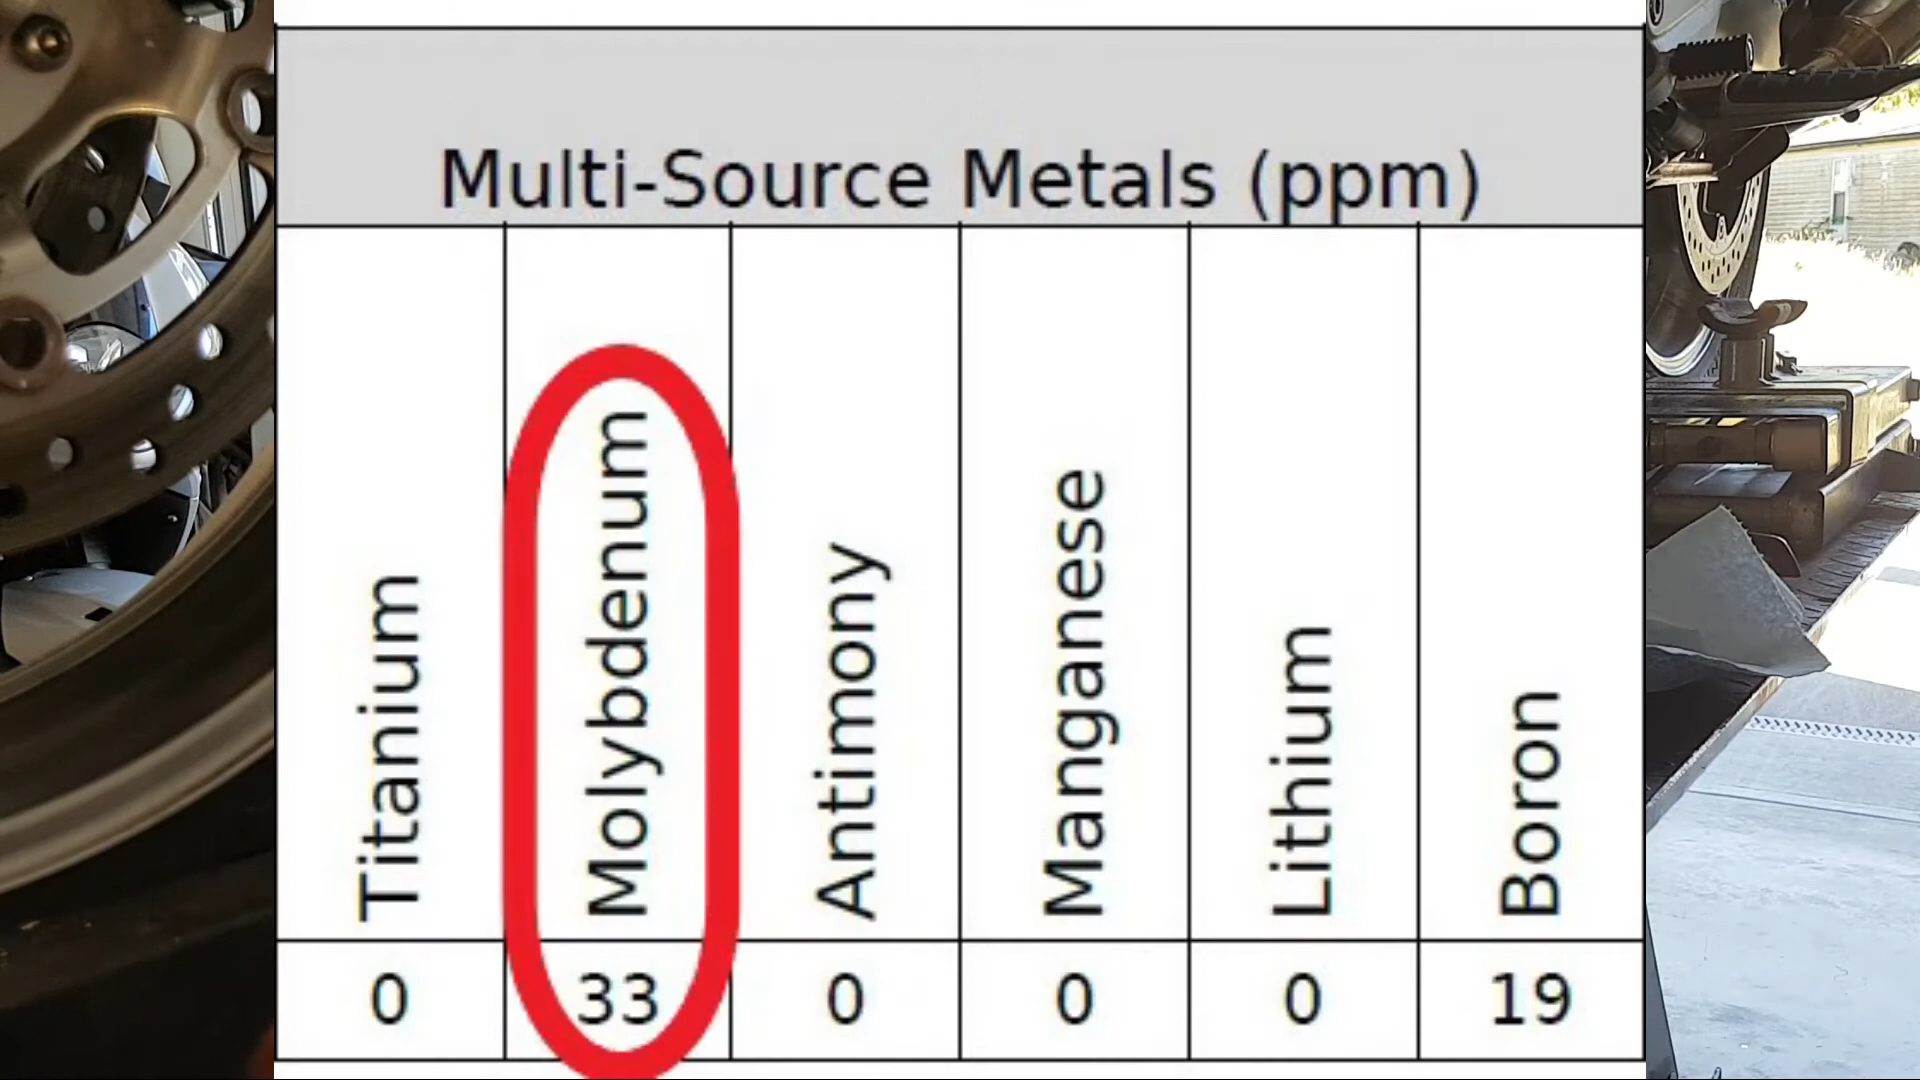 Multi-Source Metals (ppm)
Titanium
Molybdenum
Antimony
Manganese
Lithium
Boron
0 33 0 0 0 19